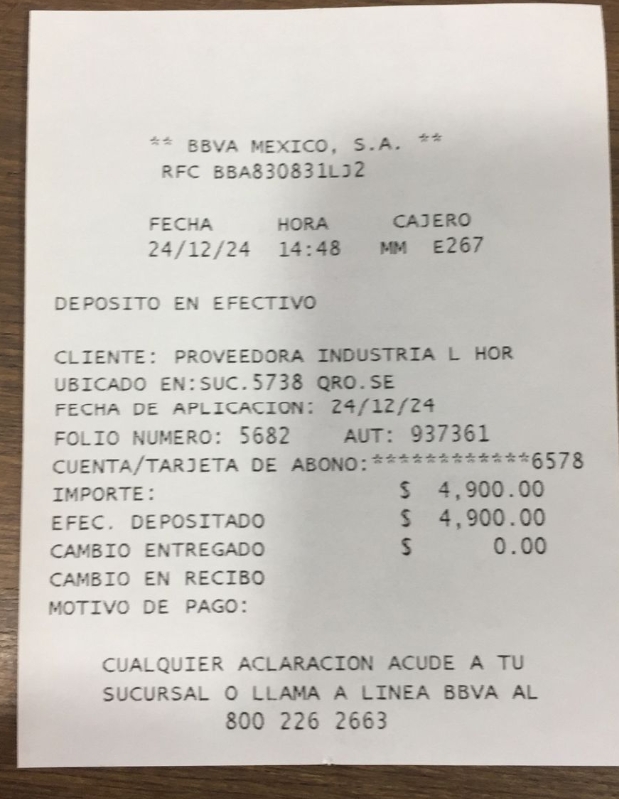 ** BBVA MEXICO, S.A. **
RFC BBA830831LJ2
FECHA HORA CAJERO
24/12/24 14:48 MM E267
DEPOSITO EN EFECTIVO
CLIENTE: PROVEEDORA INDUSTRIA L HOR
UBICADO EN:SUC.5738 QRO.SE
FECHA DE APLICACION: 24/12/24
FOLIO NUMERO: 5682 AUT: 937361
CUENTA/TARJETA DE ABONO:************6578
IMPORTE: $ 4,900.00
EFEC. DEPOSITADO $ 4,900.00
CAMBIO ENTREGADO $ 0.00
CAMBIO EN RECIBO
MOTIVO DE PAGO:
CUALQUIER ACLARACION ACUDE A TU
SUCURSAL O LLAMA A LINEA BBVA AL
800 226 2663